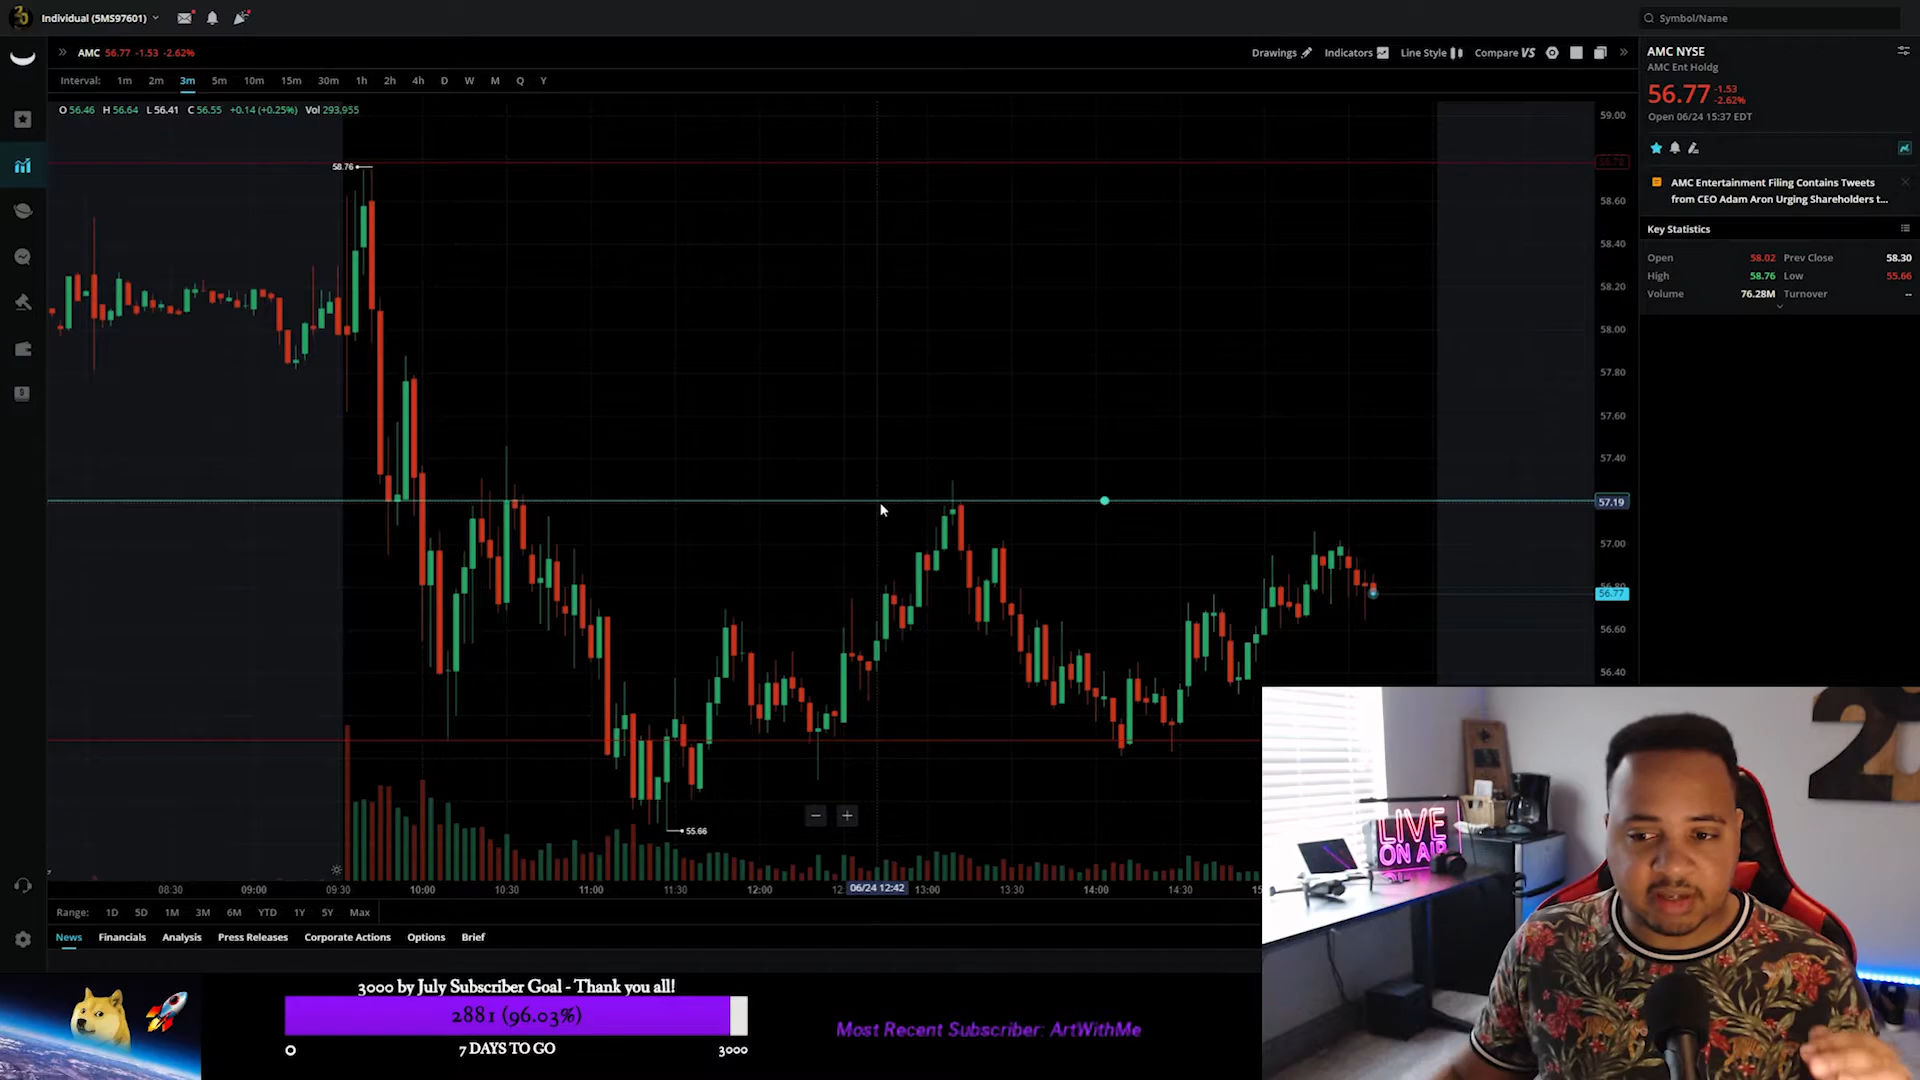 Individual (5MS97601)
Symbol/Name
AMC 56.77 -1.53 -2.62%
Drawings
Indicators
Line Style
Compare VS
Interval: 1m 2m 3m 5m 10m 15m 30m 1h 2h 4h D W M Q Y
O 56.46 H 56.64 L 56.41 C 56.55 +0.14 (+0.25%) Vol 293,955
AMC NYSE
AMC Ent Holdg
56.77
-1.53
-2.62%
Open 06/24 15:37 EDT
AMC Entertainment Filing Contains Tweets
from CEO Adam Aron Urging Shareholders t...
Key Statistics
Open 58.02 Prev Close 58.30
High 58.76 Low 55.66
Volume 76.28M Turnover --
58.76
55.66
59.00
58.60
58.40
58.20
58.00
57.80
57.60
57.40
57.19
57.00
56.80
56.77
56.60
56.40
08:30 09:00 09:30 10:00 10:30 11:00 11:30 12:00 06/24 12:42 13:00 13:30 14:00 14:30
Range: 1D 5D 1M 3M 6M YTD 1Y 5Y Max
News Financials Analysis Press Releases Corporate Actions Options Brief
LIVE
ON AIR
20
3000 by July Subscriber Goal - Thank you all!
2881 (96.03%)
0
7 DAYS TO GO
3000
Most Recent Subscriber: ArtWithMe